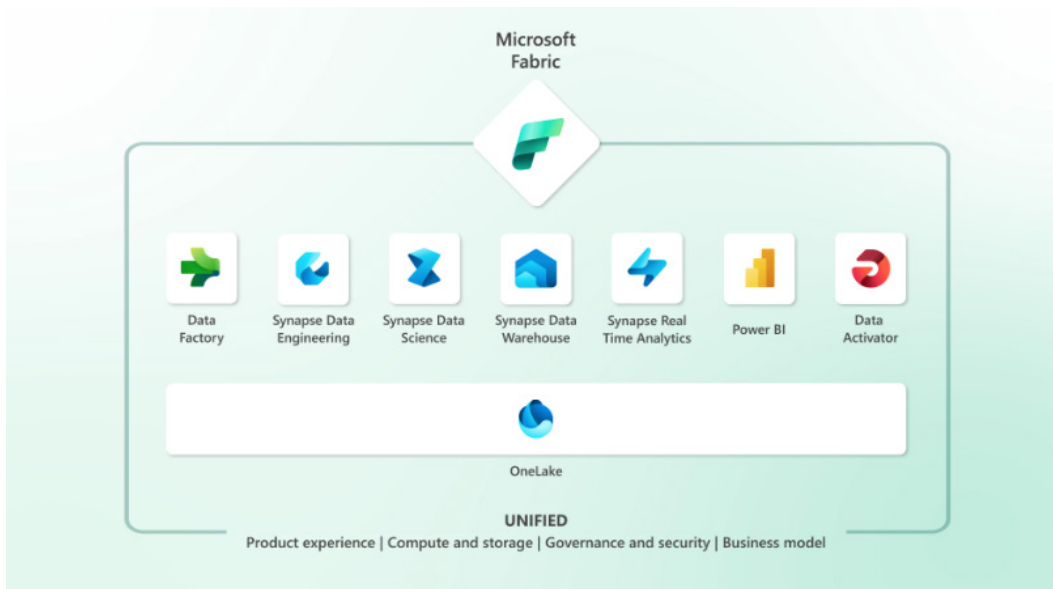 Microsoft
Fabric
Data
Factory
Synapse Data
Engineering
Synapse Data
Science
Synapse Data
Warehouse
Synapse Real
Time Analytics
Power BI
Data
Activator
OneLake
UNIFIED
Product experience | Compute and storage | Governance and security | Business model